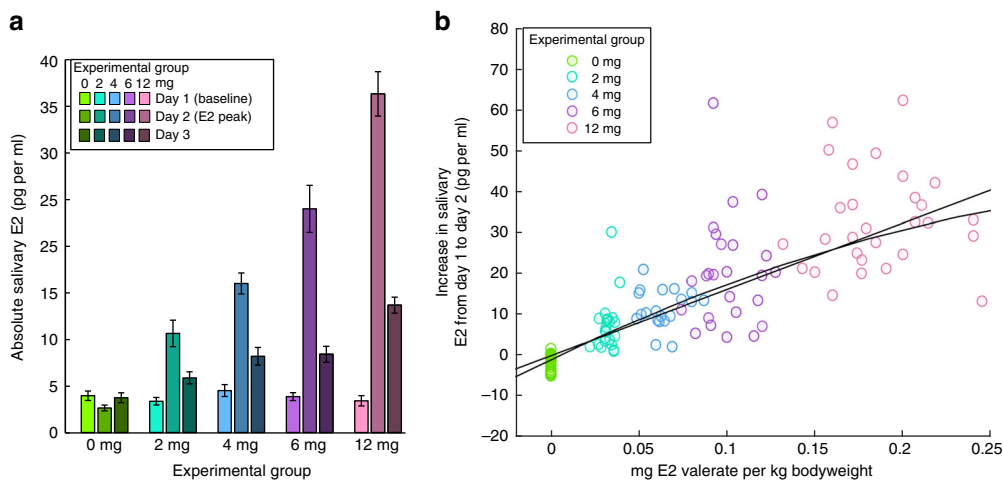 a
Absolute salivary E2 (pg per ml)
40
35
30
25
20
15
10
5
0
Experimental group
0 2 4 6 12 mg
Day 1 (baseline)
Day 2 (E2 peak)
Day 3
0 mg 2 mg 4 mg 6 mg 12 mg
Experimental group
b
Increase in salivary
E2 from day 1 to day 2 (pg per ml)
80
70
60
50
40
30
20
10
0
–10
–20
Experimental group
0 mg
2 mg
4 mg
6 mg
12 mg
0 0.05 0.1 0.15 0.2 0.25
mg E2 valerate per kg bodyweight